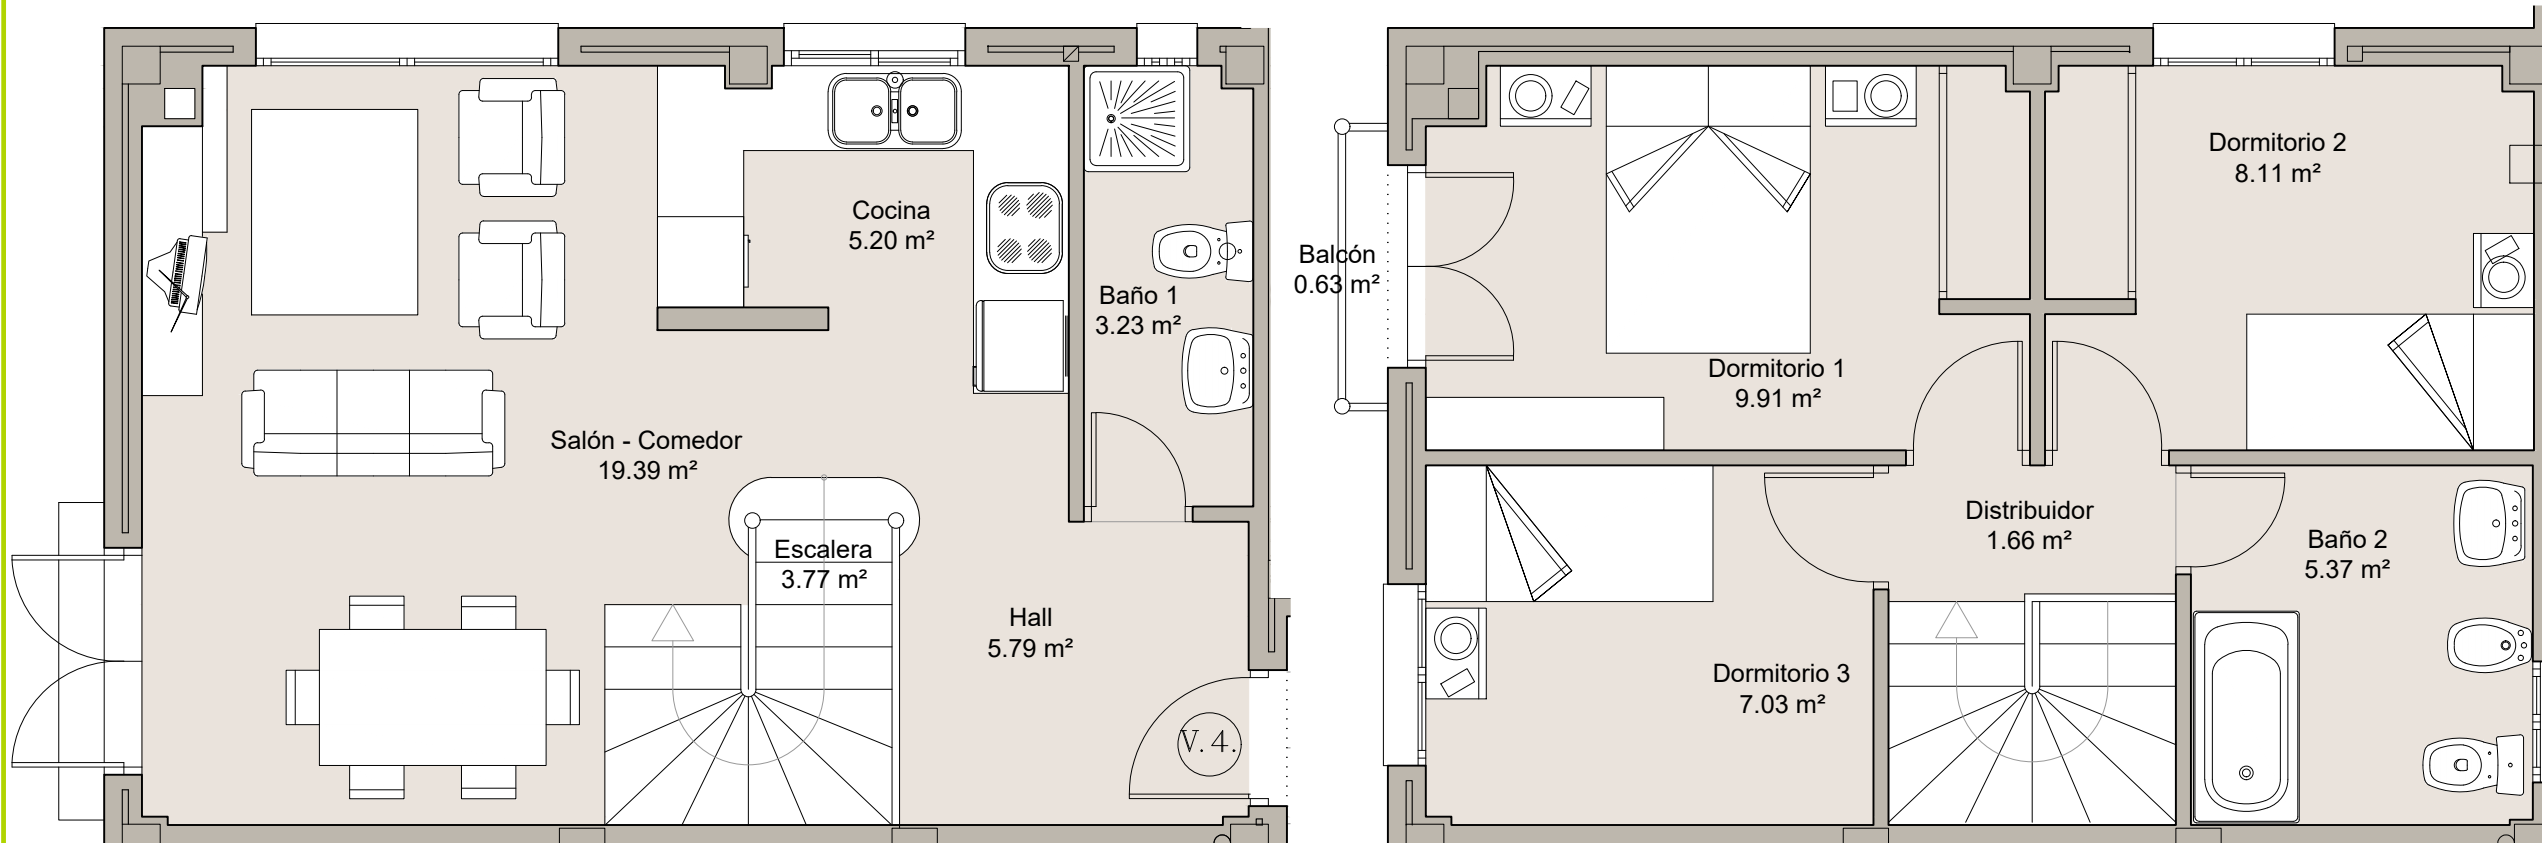 Cocina
5.20 m²
Baño 1
3.23 m²
Salón - Comedor
19.39 m²
Escalera
3.77 m²
Hall
5.79 m²
V.4.
Balcón
0.63 m²
Dormitorio 1
9.91 m²
Dormitorio 2
8.11 m²
Distribuidor
1.66 m²
Baño 2
5.37 m²
Dormitorio 3
7.03 m²